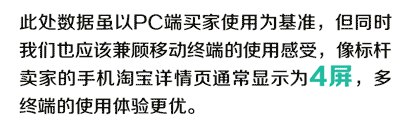 此处数据虽以PC端买家使用为基准，但同时
我们也应该兼顾移动终端的使用感受，像标杆
卖家的手机淘宝详情页通常显示为4屏，多
终端的使用体验更优。